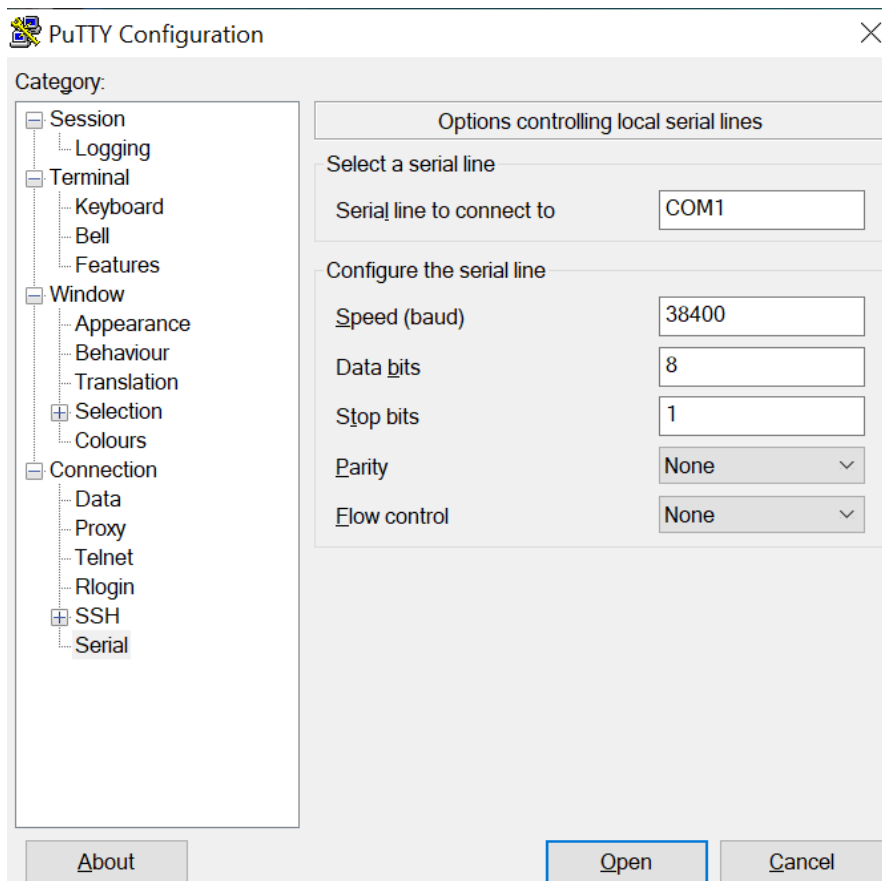 PuTTY Configuration
Category:
Session
Logging
Terminal
Keyboard
Bell
Features
Window
Appearance
Behaviour
Translation
Selection
Colours
Connection
Data
Proxy
Telnet
Rlogin
SSH
Serial
Options controlling local serial lines
Select a serial line
Serial line to connect to COM1
Configure the serial line
Speed (baud) 38400
Data bits 8
Stop bits 1
Parity None
Flow control None
About Open Cancel